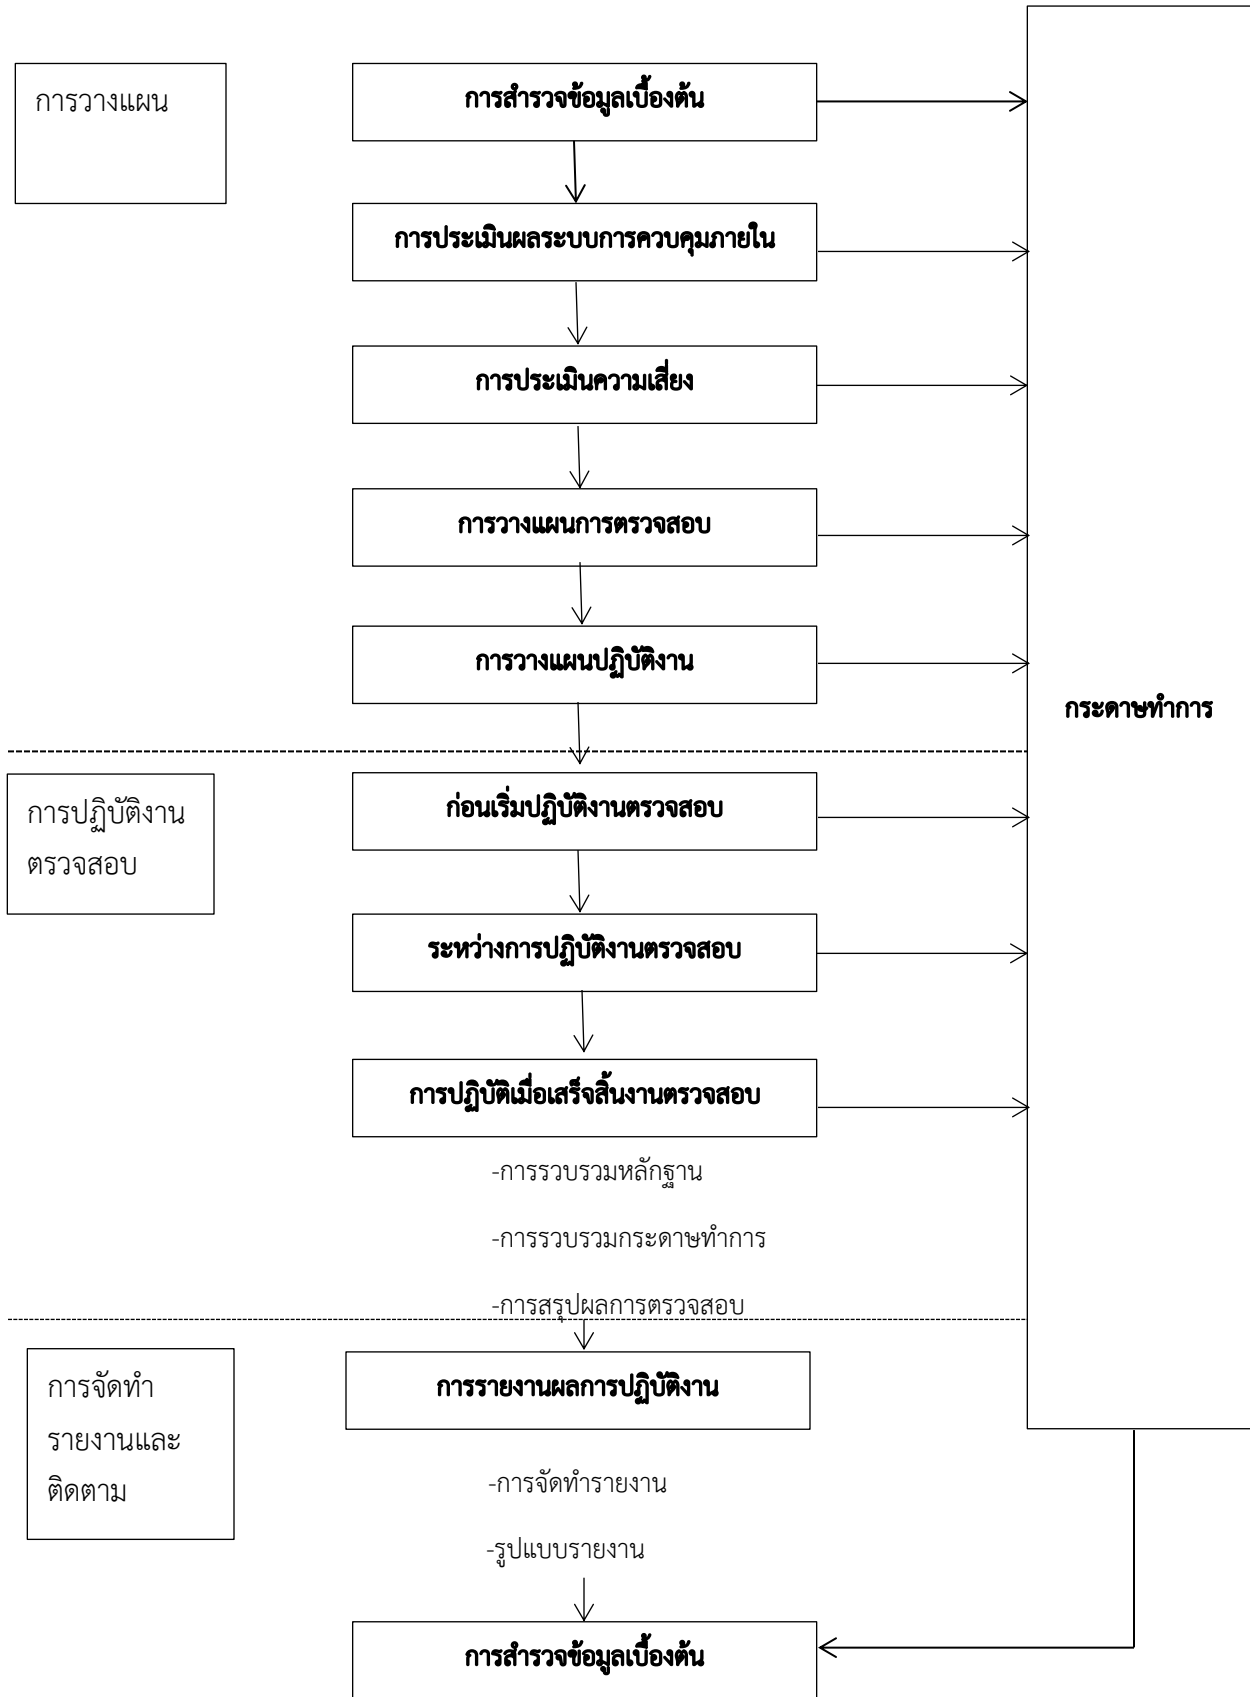 การวางแผน
การสำรวจข้อมูลเบื้องต้น
การประเมินผลระบบการควบคุมภายใน
การประเมินความเสี่ยง
การวางแผนการตรวจสอบ
การวางแผนปฏิบัติงาน
กระดาษทำการ
การปฏิบัติงาน
ตรวจสอบ
ก่อนเริ่มปฏิบัติงานตรวจสอบ
ระหว่างการปฏิบัติงานตรวจสอบ
การปฏิบัติเมื่อเสร็จสิ้นงานตรวจสอบ
-การรวบรวมหลักฐาน
-การรวบรวมกระดาษทำการ
-การสรุปผลการตรวจสอบ
การจัดทำ
รายงานและ
ติดตาม
การรายงานผลการปฏิบัติงาน
-การจัดทำรายงาน
-รูปแบบรายงาน
การสำรวจข้อมูลเบื้องต้น